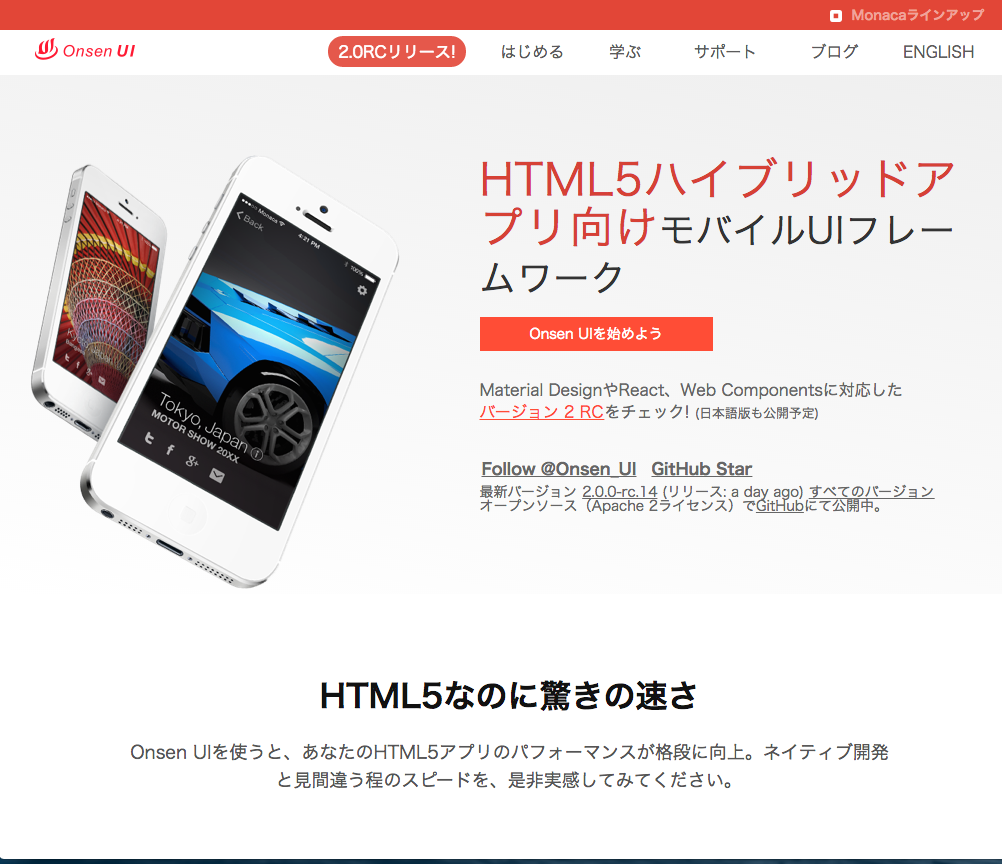 Monacaラインアップ
Onsen UI
2.0RCリリース!
はじめる
学ぶ
サポート
ブログ
ENGLISH
HTML5ハイブリッドア
プリ向けモバイルUIフレー
ムワーク
Onsen UIを始めよう
Material DesignやReact、Web Componentsに対応した
バージョン 2 RCをチェック! (日本語版も公開予定)
Follow @Onsen_UI GitHub Star
最新バージョン 2.0.0-rc.14 (リリース: a day ago) すべてのバージョン
オープンソース（Apache 2ライセンス）でGitHubにて公開中。
Monaca
4:21 PM
100%
Back
Tokyo, Japan
MOTOR SHOW 20XX
HTML5なのに驚きの速さ
Onsen UIを使うと、あなたのHTML5アプリのパフォーマンスが格段に向上。ネイティブ開発
と見間違う程のスピードを、是非実感してみてください。